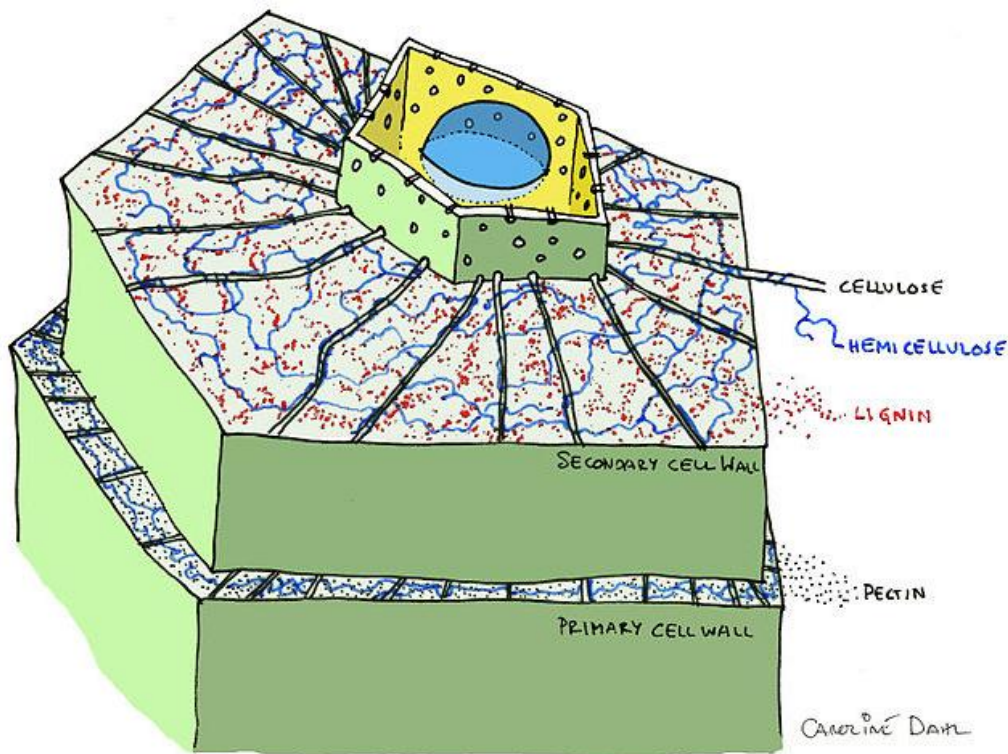 CELLULOSE
HEMICELLULOSE
LIGNIN
SECONDARY CELL WALL
PECTIN
PRIMARY CELL WALL
CAROLINE DAHL